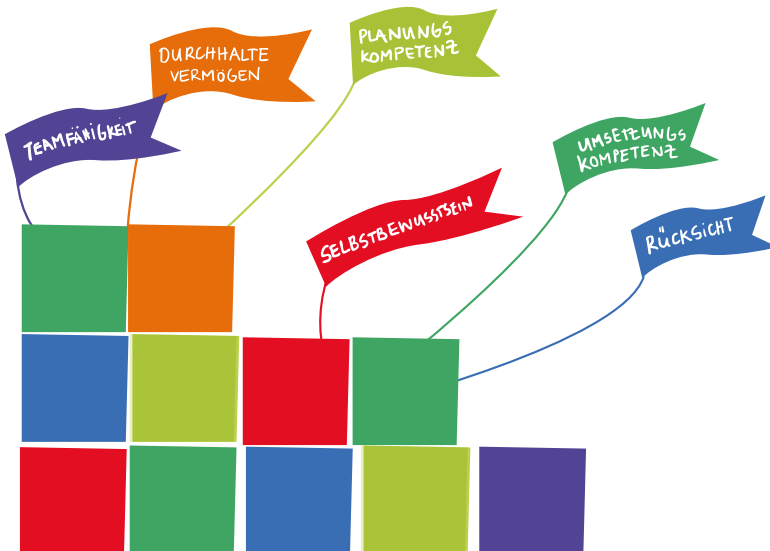 DURCHHALTE
VERMÖGEN
PLANUNGS
KOMPETENZ
TEAMFÄHIGKEIT
UMSETZUNGS
KOMPETENZ
SELBSTBEWUSSTSEIN
RÜCKSICHT